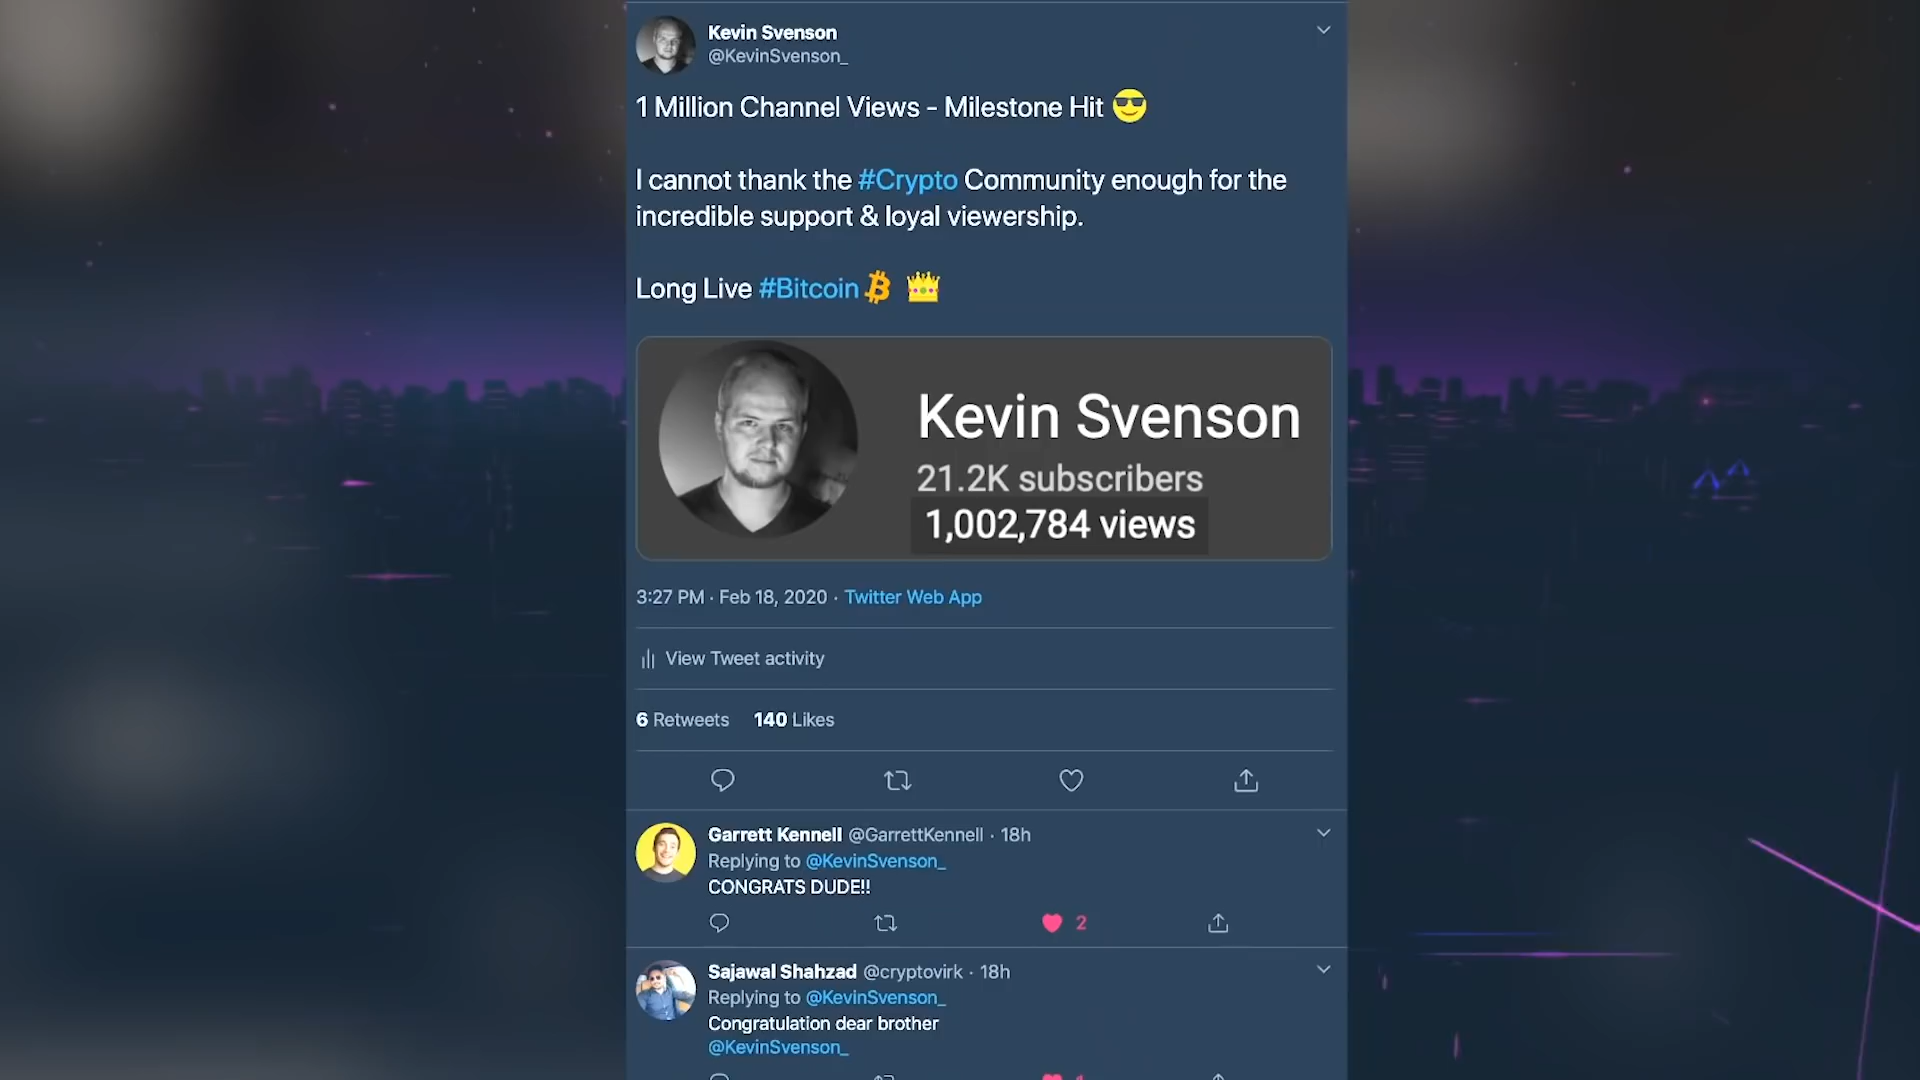 Kevin Svenson
@KevinSvenson_
1 Million Channel Views - Milestone Hit 😎
I cannot thank the #Crypto Community enough for the
incredible support & loyal viewership.
Long Live #Bitcoin 👑
Kevin Svenson
21.2K subscribers
1,002,784 views
3:27 PM · Feb 18, 2020 · Twitter Web App
View Tweet activity
6 Retweets 140 Likes
Garrett Kennell @GarrettKennell · 18h
Replying to @KevinSvenson_
CONGRATS DUDE!!
2
Sajawal Shahzad @cryptovirk · 18h
Replying to @KevinSvenson_
Congratulation dear brother
@KevinSvenson_